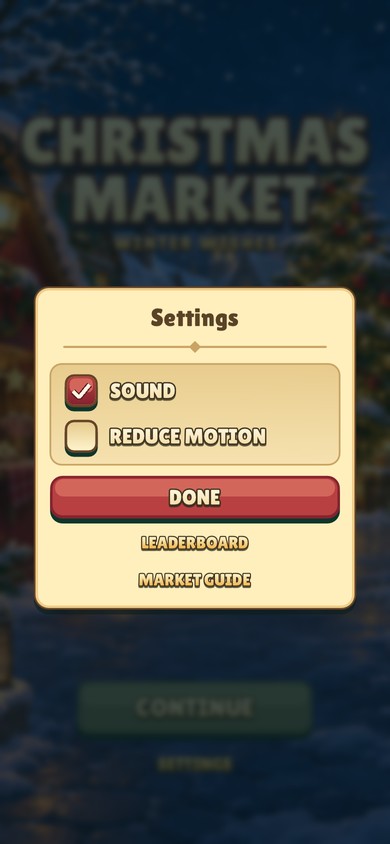 CHRISTMAS
MARKET
WINTER WISHES
Settings
SOUND
REDUCE MOTION
DONE
LEADERBOARD
MARKET GUIDE
CONTINUE
SETTINGS